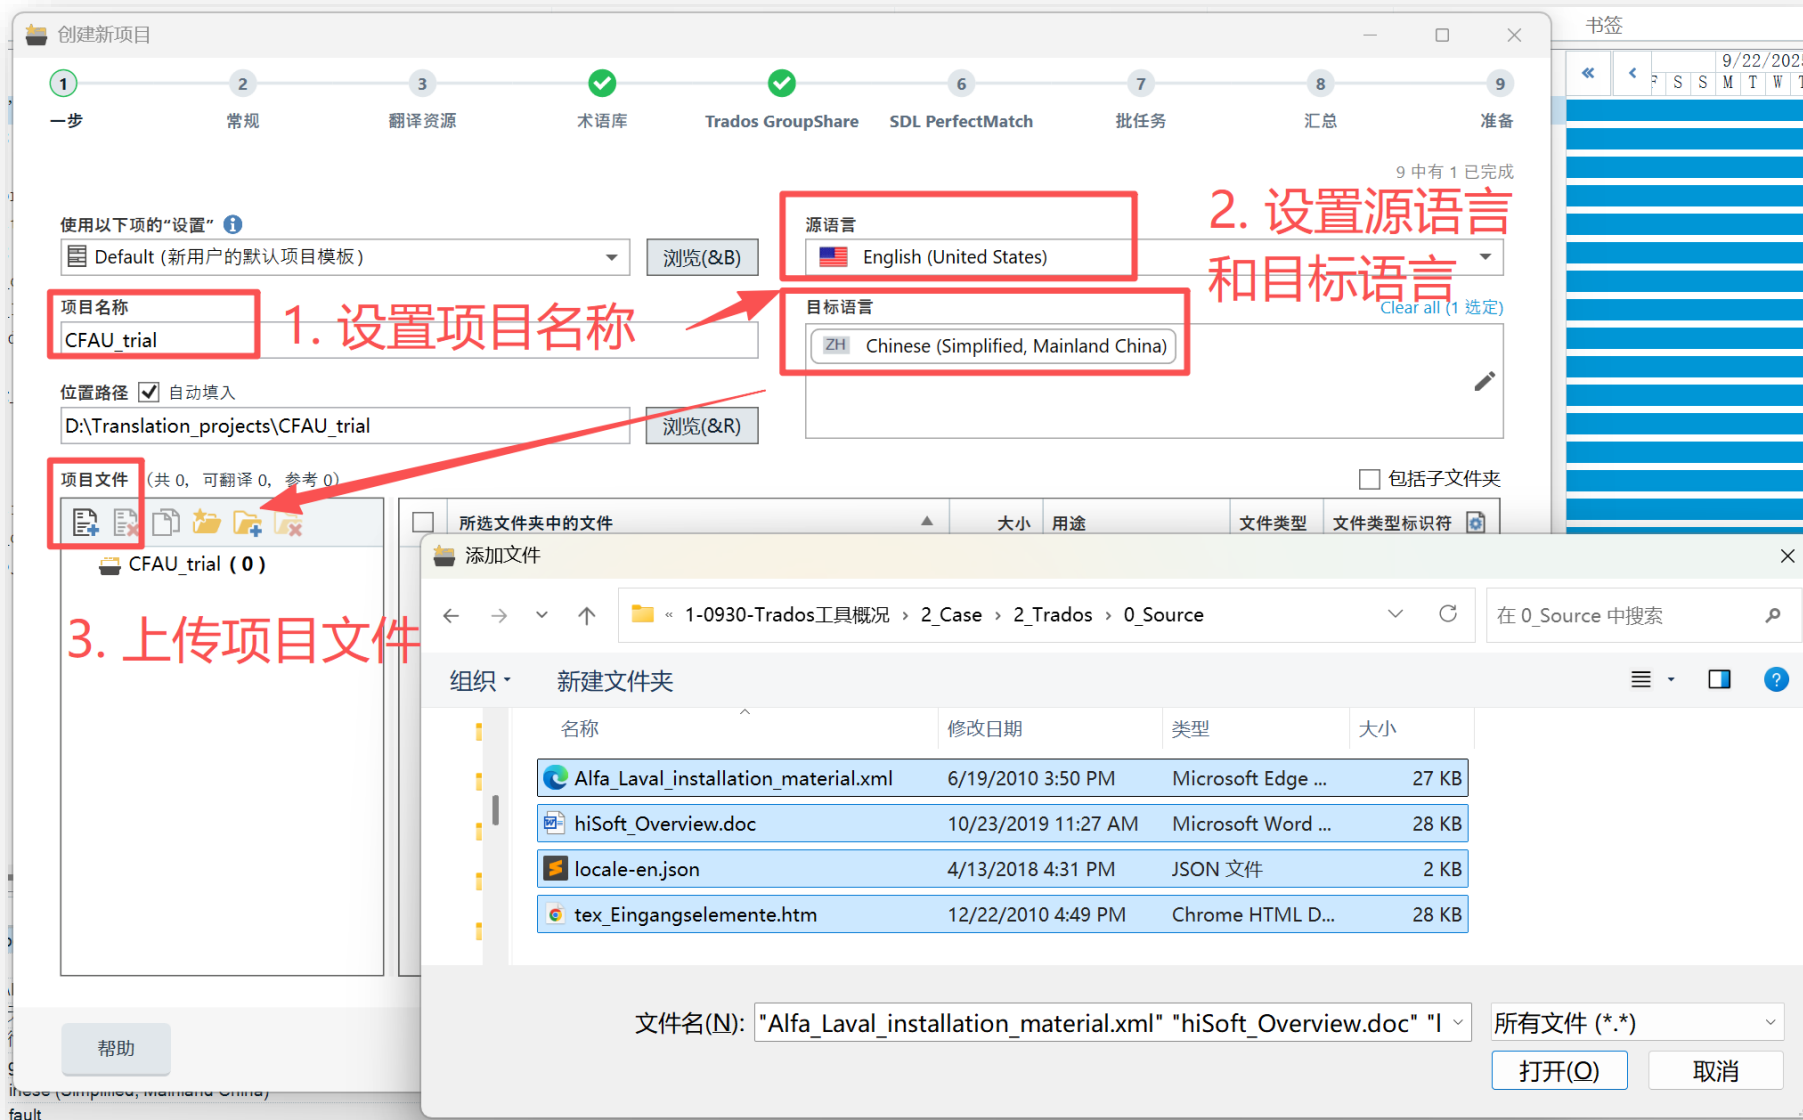 创建新项目
书签
1 2 3 6 7 8 9
一步 常规 翻译资源 术语库 Trados GroupShare SDL PerfectMatch 批任务 汇总 准备
9/22/2025
F S S M T W T
9 中有 1 已完成
使用以下项的“设置”
Default (新用户的默认项目模板)
浏览(&B)
源语言
English (United States)
2. 设置源语言
和目标语言
项目名称
CFAU_trial
1. 设置项目名称
目标语言
Clear all (1 选定)
ZH Chinese (Simplified, Mainland China)
位置路径 自动填入
D:\Translation_projects\CFAU_trial
浏览(&R)
项目文件 (共 0, 可翻译 0, 参考 0)
包括子文件夹
所选文件夹中的文件 大小 用途 文件类型 文件类型标识符
CFAU_trial ( 0 )
3. 上传项目文件
添加文件
« 1-0930-Trados工具概况 › 2_Case › 2_Trados › 0_Source
在 0_Source 中搜索
组织 新建文件夹
名称 修改日期 类型 大小
Alfa_Laval_installation_material.xml 6/19/2010 3:50 PM Microsoft Edge ... 27 KB
hiSoft_Overview.doc 10/23/2019 11:27 AM Microsoft Word ... 28 KB
locale-en.json 4/13/2018 4:31 PM JSON 文件 2 KB
tex_Eingangselemente.htm 12/22/2010 4:49 PM Chrome HTML D... 28 KB
文件名(N): "Alfa_Laval_installation_material.xml" "hiSoft_Overview.doc" "l
所有文件 (*.*)
打开(O) 取消
帮助
inese (Simplified, Mainland China)
fault